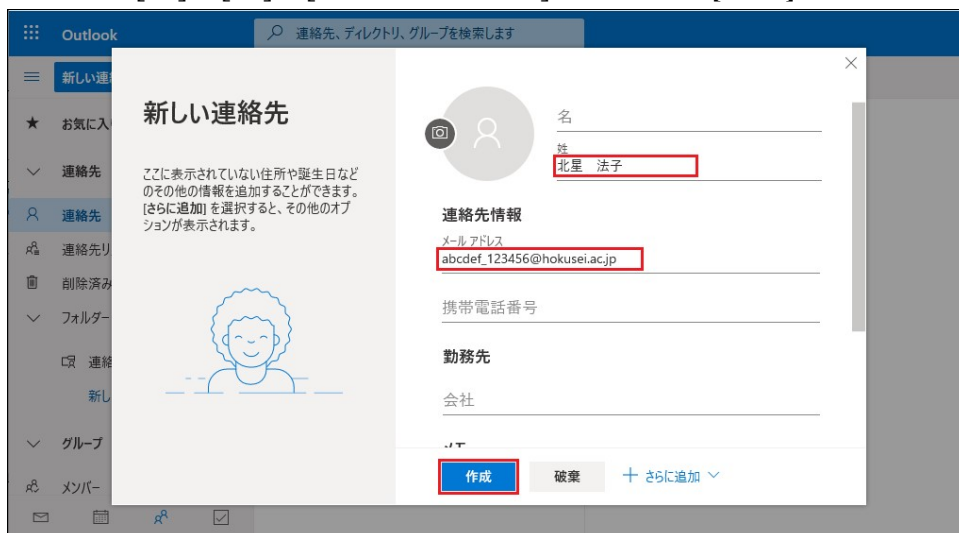 Outlook
連絡先、ディレクトリ、グループを検索します
新しい連
お気に入
連絡先
連絡先
連絡先リ
削除済み
フォルダー
連絡
新し
グループ
メンバー
新しい連絡先
ここに表示されていない住所や誕生日など
のその他の情報を追加することができます。
[さらに追加] を選択すると、その他のオプ
ションが表示されます。
名
姓
北星 法子
連絡先情報
メール アドレス
abcdef_123456@hokusei.ac.jp
携帯電話番号
勤務先
会社
作成
破棄
さらに追加